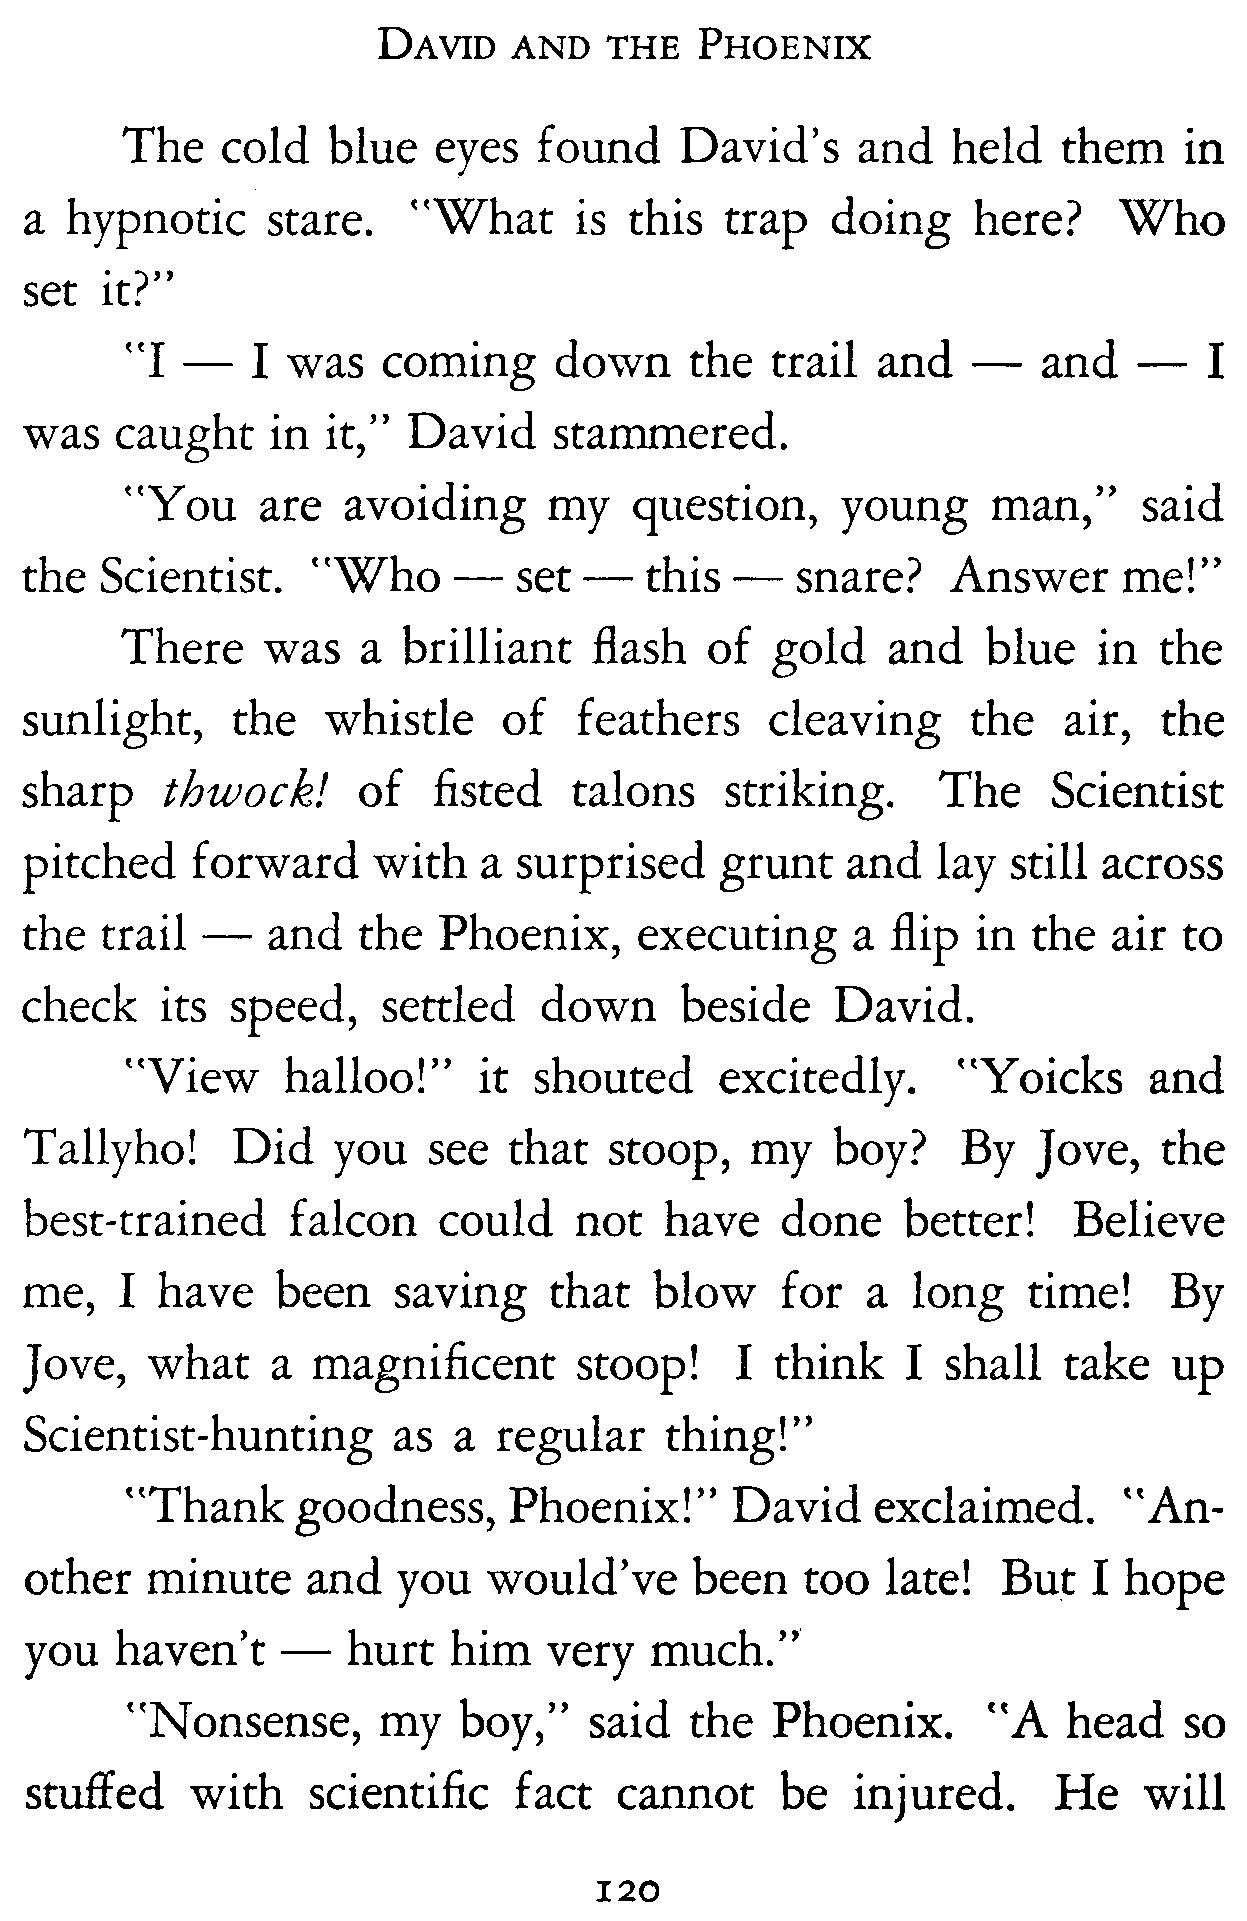 DAVID AND THE PHOENIX
The cold blue eyes found David's and held them in
a hypnotic stare. "What is this trap doing here? Who
set it?"
"I — I was coming down the trail and — and — I
was caught in it," David stammered.
"You are avoiding my question, young man," said
the Scientist. "Who — set — this — snare? Answer me!"
There was a brilliant flash of gold and blue in the
sunlight, the whistle of feathers cleaving the air, the
sharp thwock! of fisted talons striking. The Scientist
pitched forward with a surprised grunt and lay still across
the trail — and the Phoenix, executing a flip in the air to
check its speed, settled down beside David.
"View halloo!" it shouted excitedly. "Yoicks and
Tallyho! Did you see that stoop, my boy? By Jove, the
best-trained falcon could not have done better! Believe
me, I have been saving that blow for a long time! By
Jove, what a magnificent stoop! I think I shall take up
Scientist-hunting as a regular thing!"
"Thank goodness, Phoenix!" David exclaimed. "An-
other minute and you would've been too late! But I hope
you haven't — hurt him very much."
"Nonsense, my boy," said the Phoenix. "A head so
stuffed with scientific fact cannot be injured. He will
120